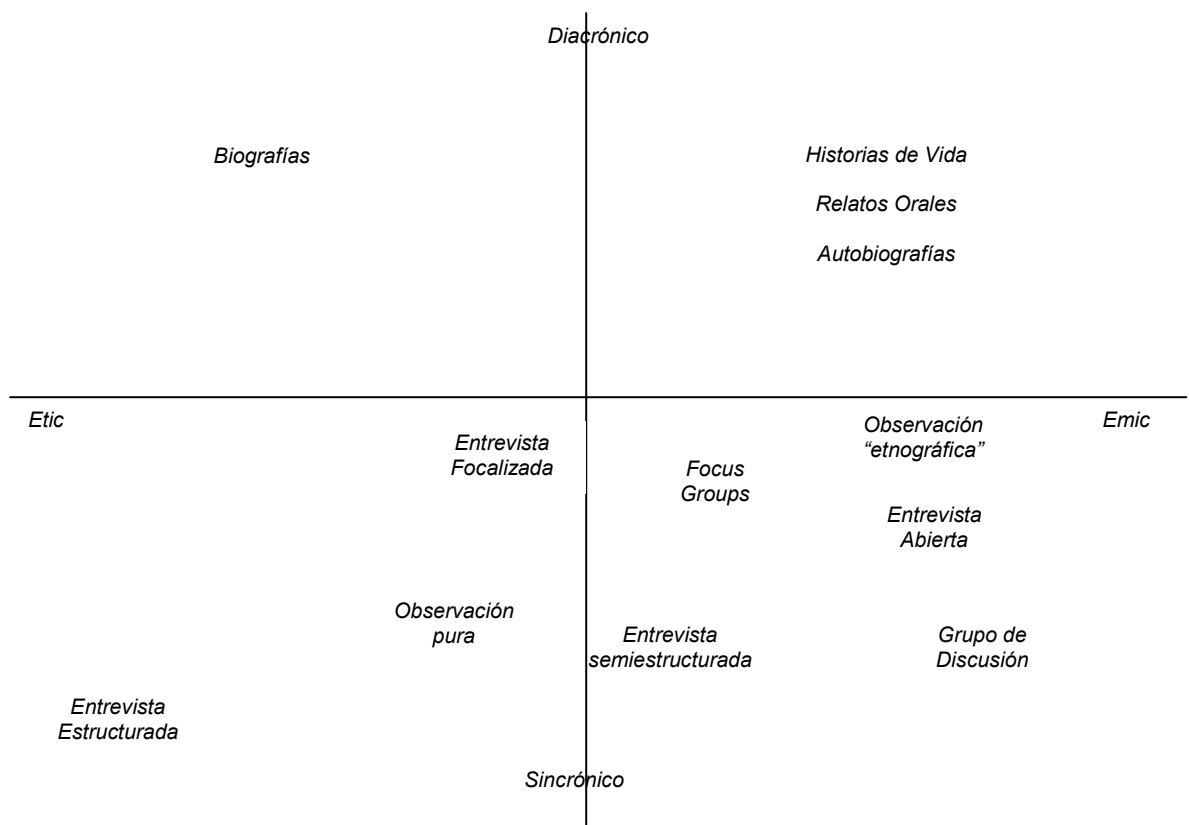 Diacrónico
Biografías
Historias de Vida
Relatos Orales
Autobiografías
Etic
Emic
Entrevista
Focalizada
Focus
Groups
Observación
“etnográfica”
Entrevista
Abierta
Observación
pura
Entrevista
semiestructurada
Grupo de
Discusión
Entrevista
Estructurada
Sincrónico